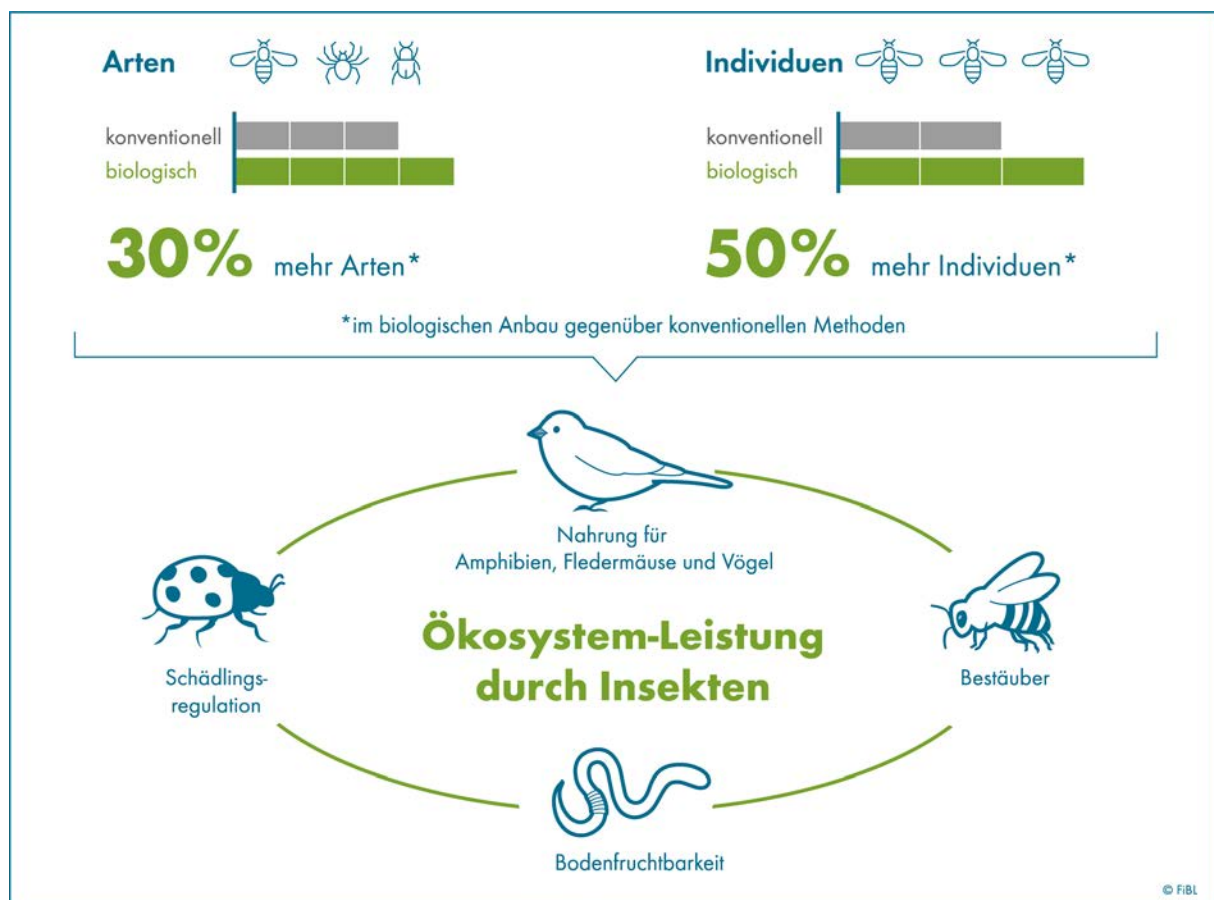 Arten
konventionell
biologisch
30% mehr Arten*
Individuen
konventionell
biologisch
50% mehr Individuen*
*im biologischen Anbau gegenüber konventionellen Methoden
Nahrung für
Amphibien, Fledermäuse und Vögel
Ökosystem-Leistung
durch Insekten
Schädlings-
regulation
Bestäuber
Bodenfruchtbarkeit
© FiBL